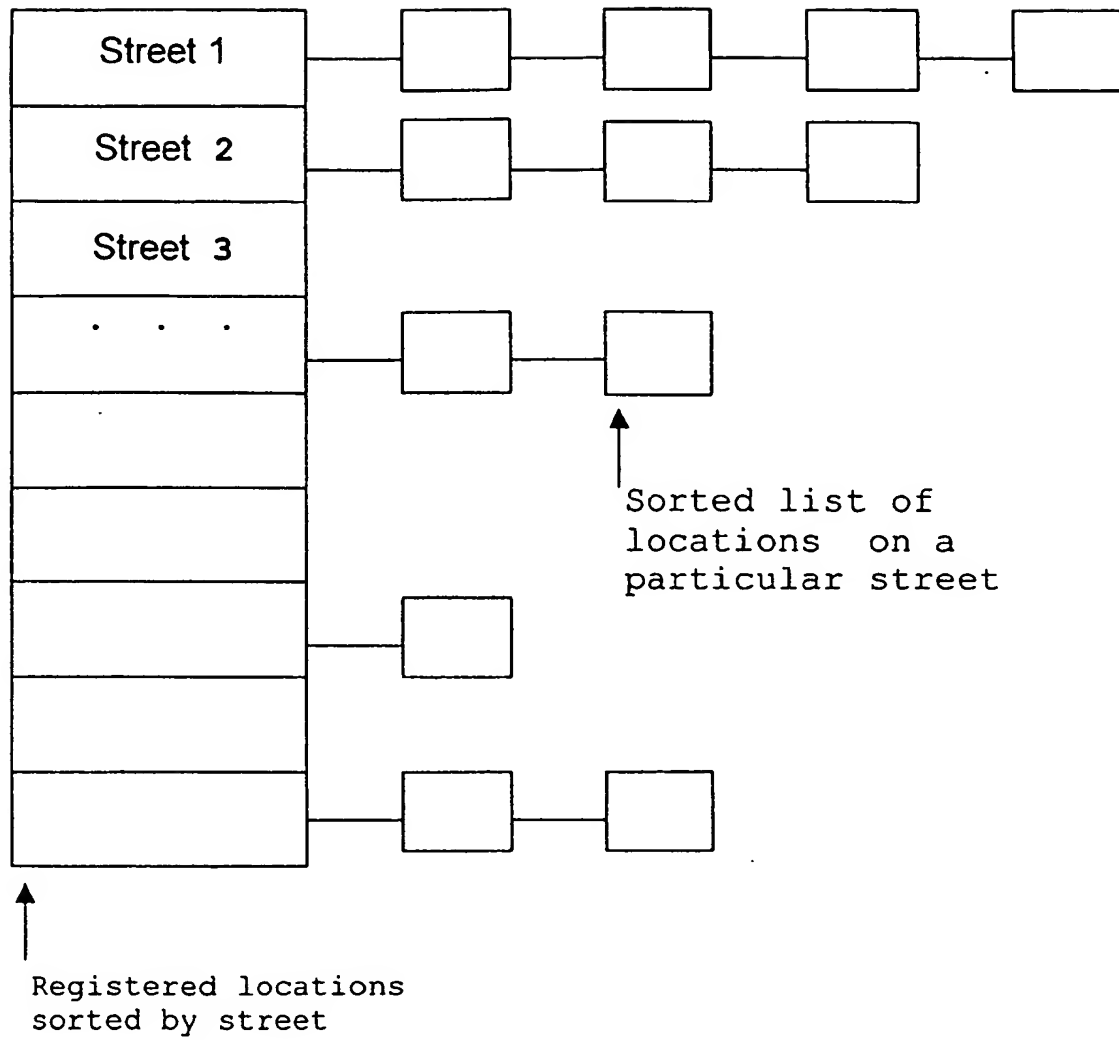 Street 1
Street 2
Street 3
. . .
Sorted list of
locations on a
particular street
Registered locations
sorted by street